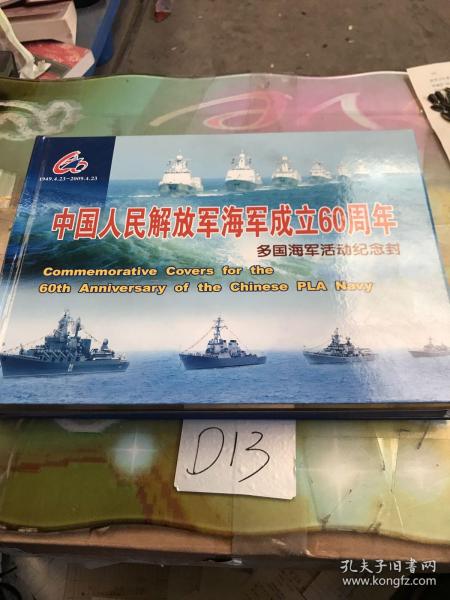 60
1949.4.23-2009.4.23
中国人民解放军海军成立60周年
多国海军活动纪念封
Commemorative Covers for the
60th Anniversary of the Chinese PLA Navy
D13
孔夫子旧书网
www.kongfz.com